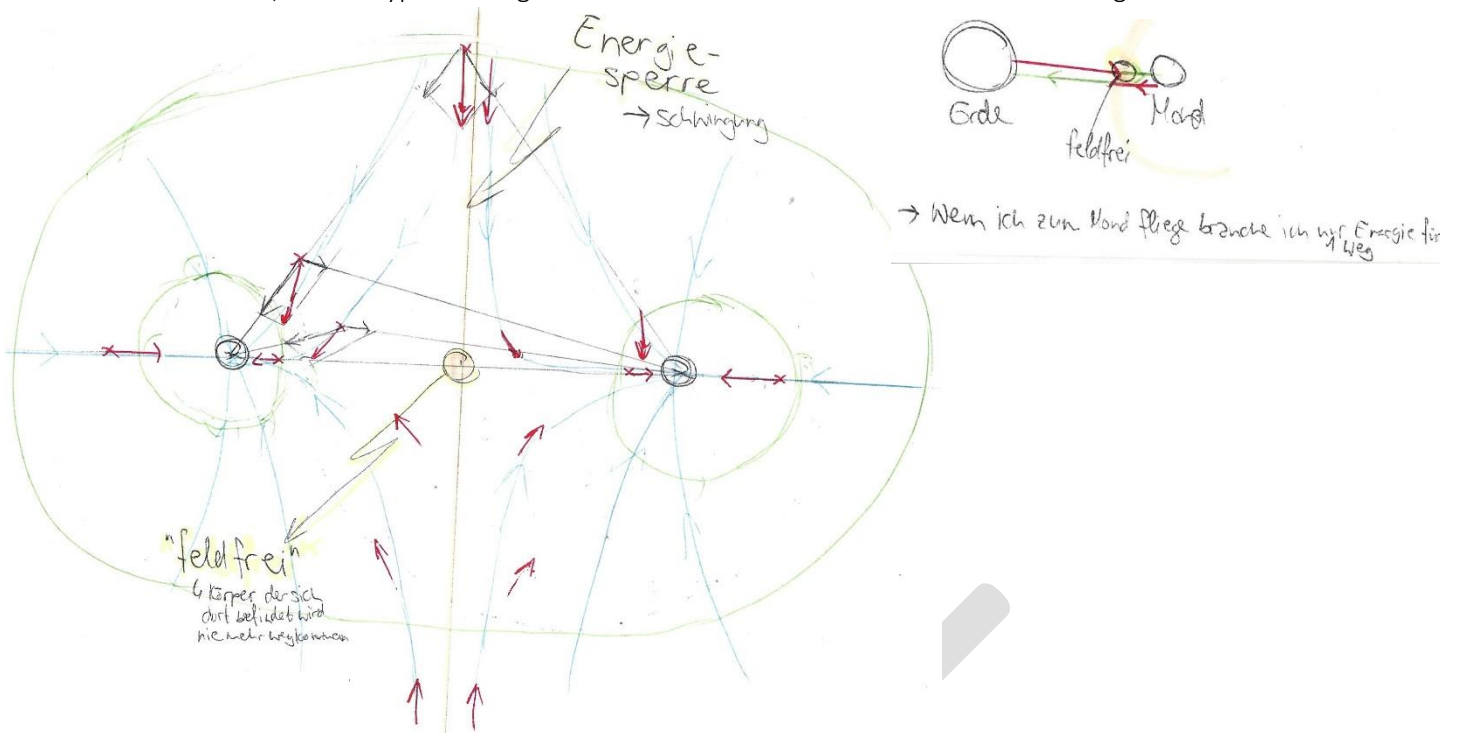 Energie-
sperre
→ Schwingung
Erde
Mond
feldfrei
→ Wenn ich zum Mond fliege brauche ich nur Energie für
1 Weg
"feldfrei"
↳ Körper der sich
dort befindet wird
nie mehr wegkommen